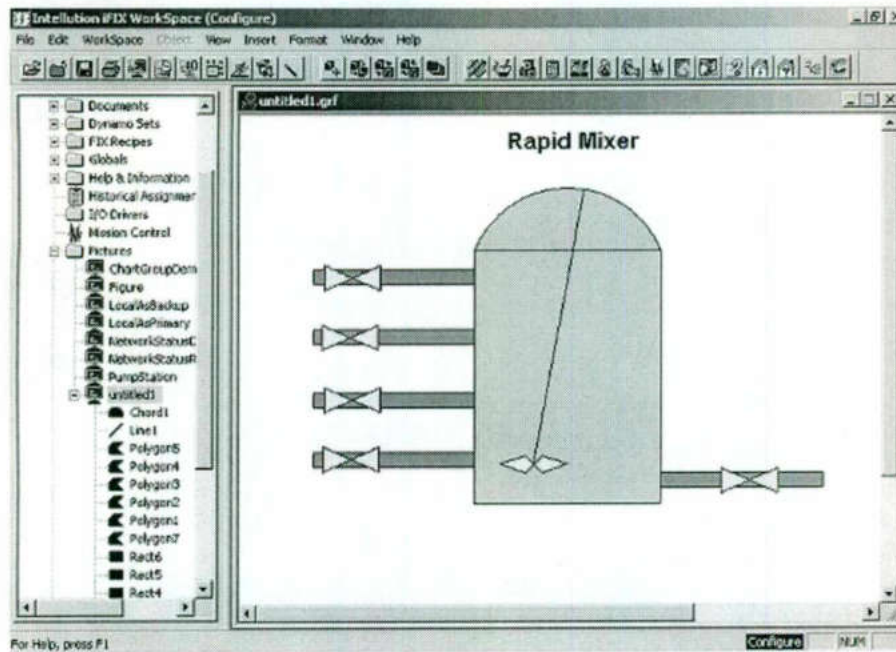 Intellution iFIX WorkSpace (Configure)
File Edit WorkSpace Object View Insert Format Window Help
Documents
Dynamo Sets
FIX Recipes
Globals
Help & Information
Historical Assignmer
I/O Drivers
Mission Control
Pictures
ChartGroupDem
Figure
LocalAsBackup
LocalAsPrimary
NetworkStatusD
NetworkStatusR
PumpStation
untitled1
Chord1
Line1
Polygon5
Polygon4
Polygon3
Polygon2
Polygon1
Polygon7
Rect6
Rect5
Rect4
untitled1.grf
Rapid Mixer
For Help, press F1
Configure NUM